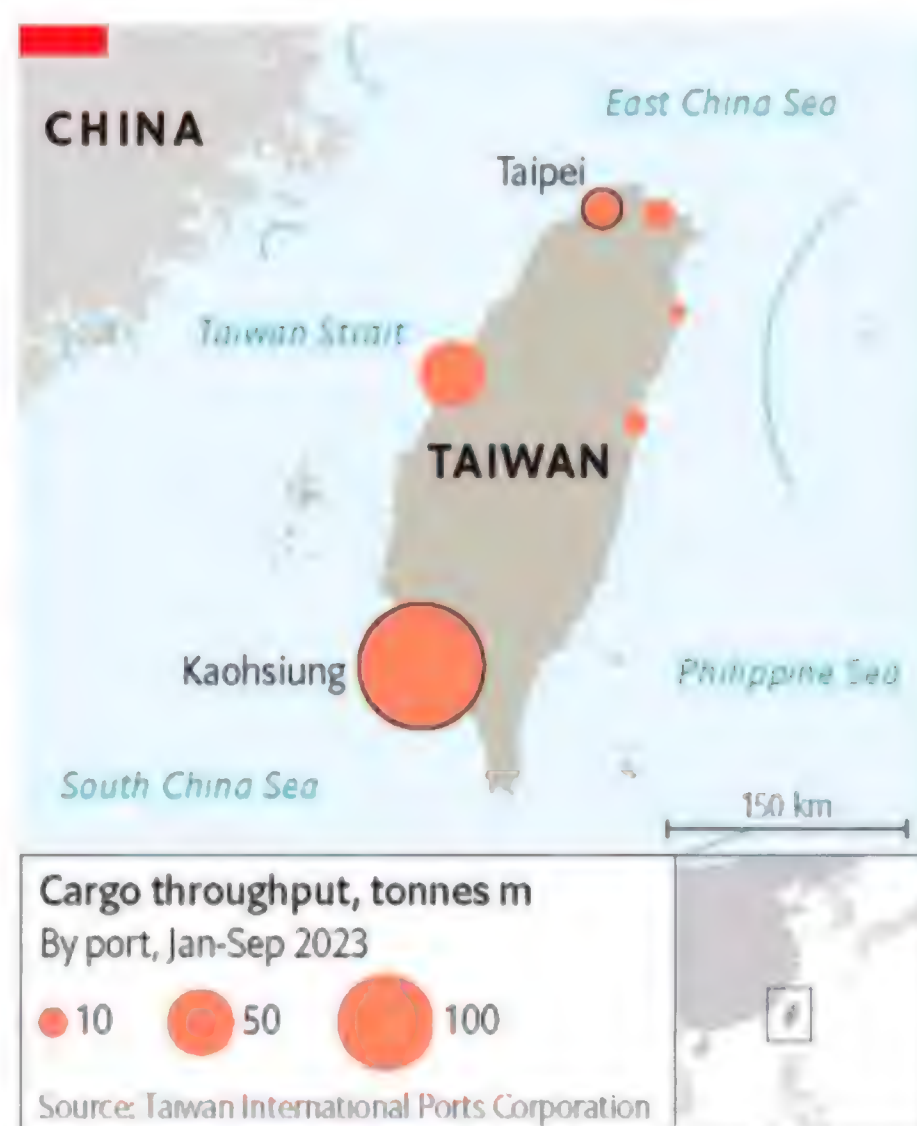 CHINA
East China Sea
Taipei
Taiwan Strait
TAIWAN
Kaohsiung
Philippine Sea
South China Sea
150 km
Cargo throughput, tonnes m
By port, Jan-Sep 2023
10 50 100
Source: Taiwan International Ports Corporation